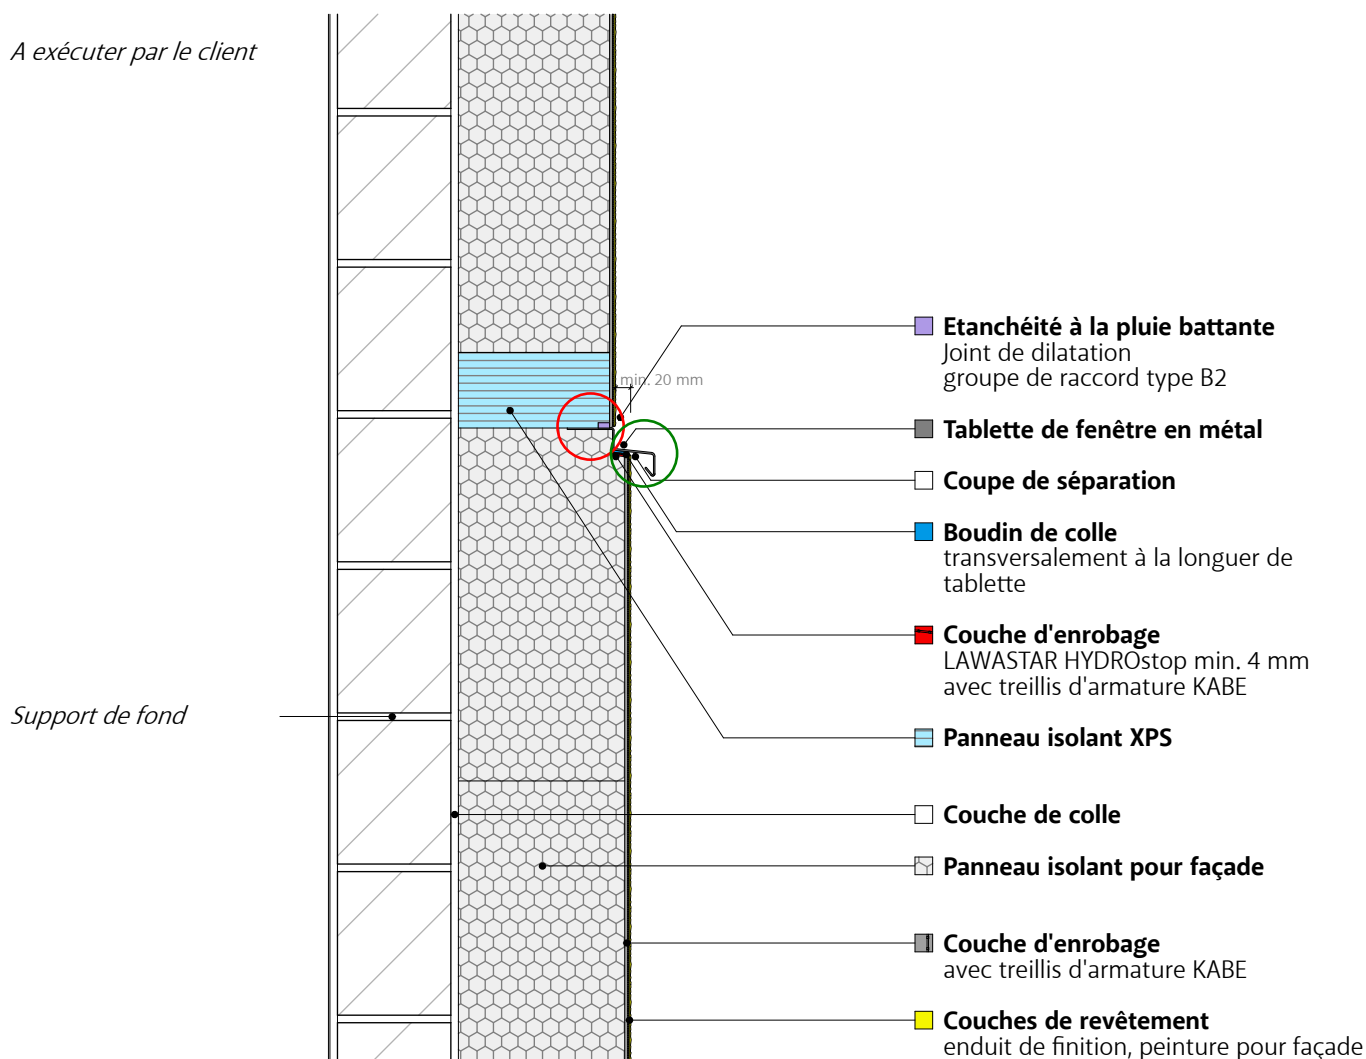 A exécuter par le client
Etanchéité à la pluie battante
Joint de dilatation
groupe de raccord type B2
min. 20 mm
Tablette de fenêtre en métal
Coupe de séparation
Boudin de colle
transversalement à la longuer de
tablette
Couche d'enrobage
LAWASTAR HYDROstop min. 4 mm
avec treillis d'armature KABE
Support de fond
Panneau isolant XPS
Couche de colle
Panneau isolant pour façade
Couche d'enrobage
avec treillis d'armature KABE
Couches de revêtement
enduit de finition, peinture pour façade